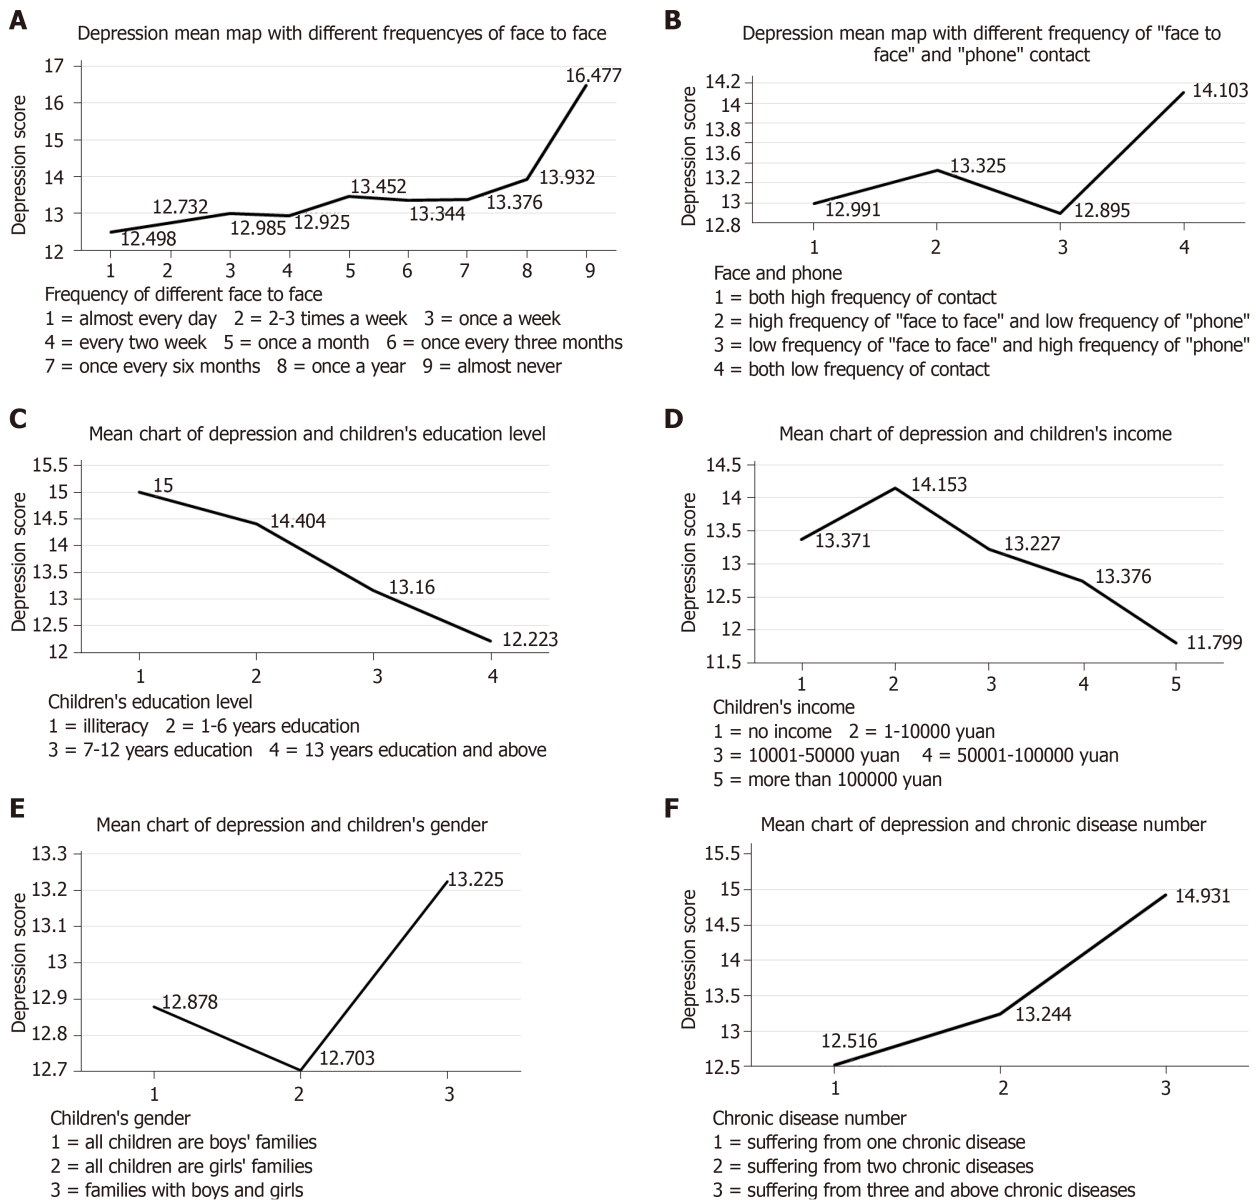 A
Depression mean map with different frequencyes of face to face
Depression score
17
16
15
14
13
12
12.498
12.732
12.985
12.925
13.452
13.344
13.376
13.932
16.477
1 2 3 4 5 6 7 8 9
Frequency of different face to face
1 = almost every day 2 = 2-3 times a week 3 = once a week
4 = every two week 5 = once a month 6 = once every three months
7 = once every six months 8 = once a year 9 = almost never
B
Depression mean map with different frequency of "face to
face" and "phone" contact
Depression score
14.2
14
13.8
13.6
13.2
13
12.8
12.991
13.325
12.895
14.103
1 2 3 4
Face and phone
1 = both high frequency of contact
2 = high frequency of "face to face" and low frequency of "phone"
3 = low frequency of "face to face" and high frequency of "phone"
4 = both low frequency of contact
C
Mean chart of depression and children's education level
Depression score
15.5
15
14.5
14
13.5
13
12.5
12
15
14.404
13.16
12.223
1 2 3 4
Children's education level
1 = illiteracy 2 = 1-6 years education
3 = 7-12 years education 4 = 13 years education and above
D
Mean chart of depression and children's income
Depression score
14.5
14
13.5
13
12.5
12
11.5
13.371
14.153
13.227
13.376
11.799
1 2 3 4 5
Children's income
1 = no income 2 = 1-10000 yuan
3 = 10001-50000 yuan 4 = 50001-100000 yuan
5 = more than 100000 yuan
E
Mean chart of depression and children's gender
Depression score
13.3
13.2
13.1
13
12.9
12.8
12.7
12.878
12.703
13.225
1 2 3
Children's gender
1 = all children are boys' families
2 = all children are girls' families
3 = families with boys and girls
F
Mean chart of depression and chronic disease number
Depression score
15.5
15
14.5
14
13.5
13
12.5
12.516
13.244
14.931
1 2 3
Chronic disease number
1 = suffering from one chronic disease
2 = suffering from two chronic diseases
3 = suffering from three and above chronic diseases